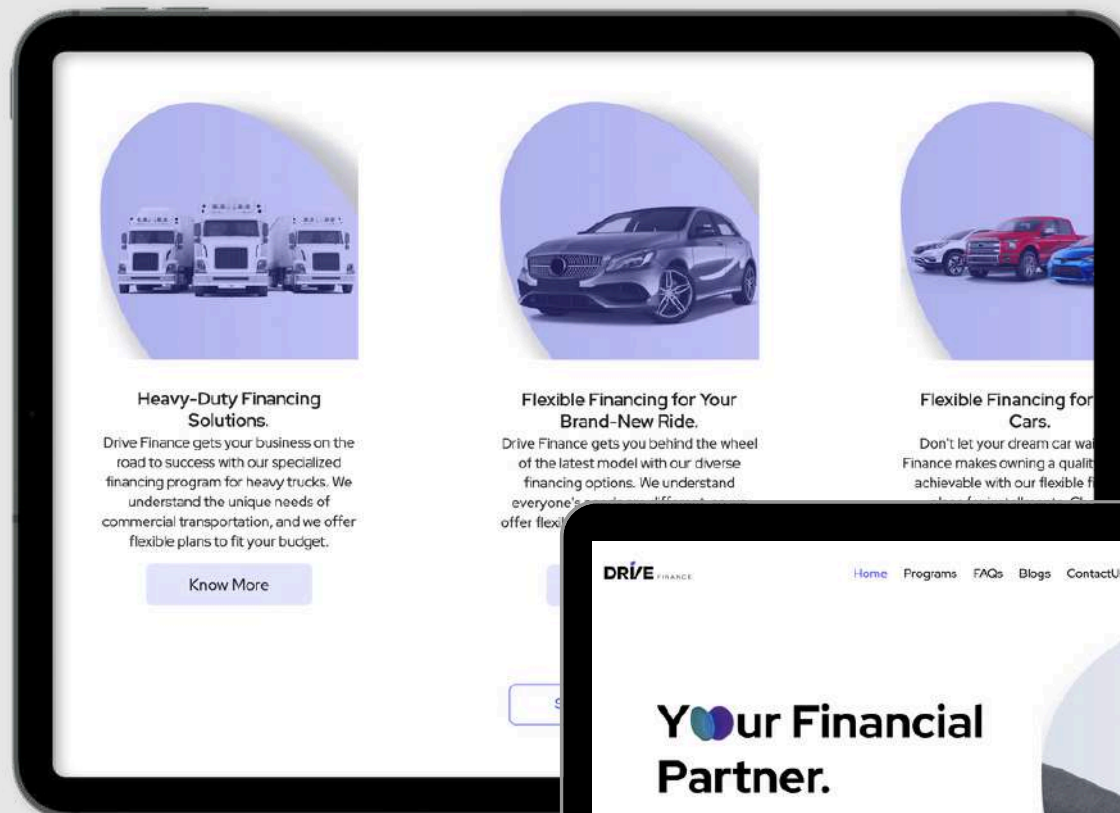 Heavy-Duty Financing
Solutions.
Drive Finance gets your business on the
road to success with our specialized
financing program for heavy trucks. We
understand the unique needs of
commercial transportation, and we offer
flexible plans to fit your budget.
Know More
Flexible Financing for Your
Brand-New Ride.
Drive Finance gets you behind the wheel
of the latest model with our diverse
financing options. We understand
everyone's
offer
Flexible Financing for
Cars.
Don't let your dream car
Finance makes owning a
achievable with our flexible
DRIVE FINANCE
Home Programs FAQs Blogs
Your Financial
Partner.